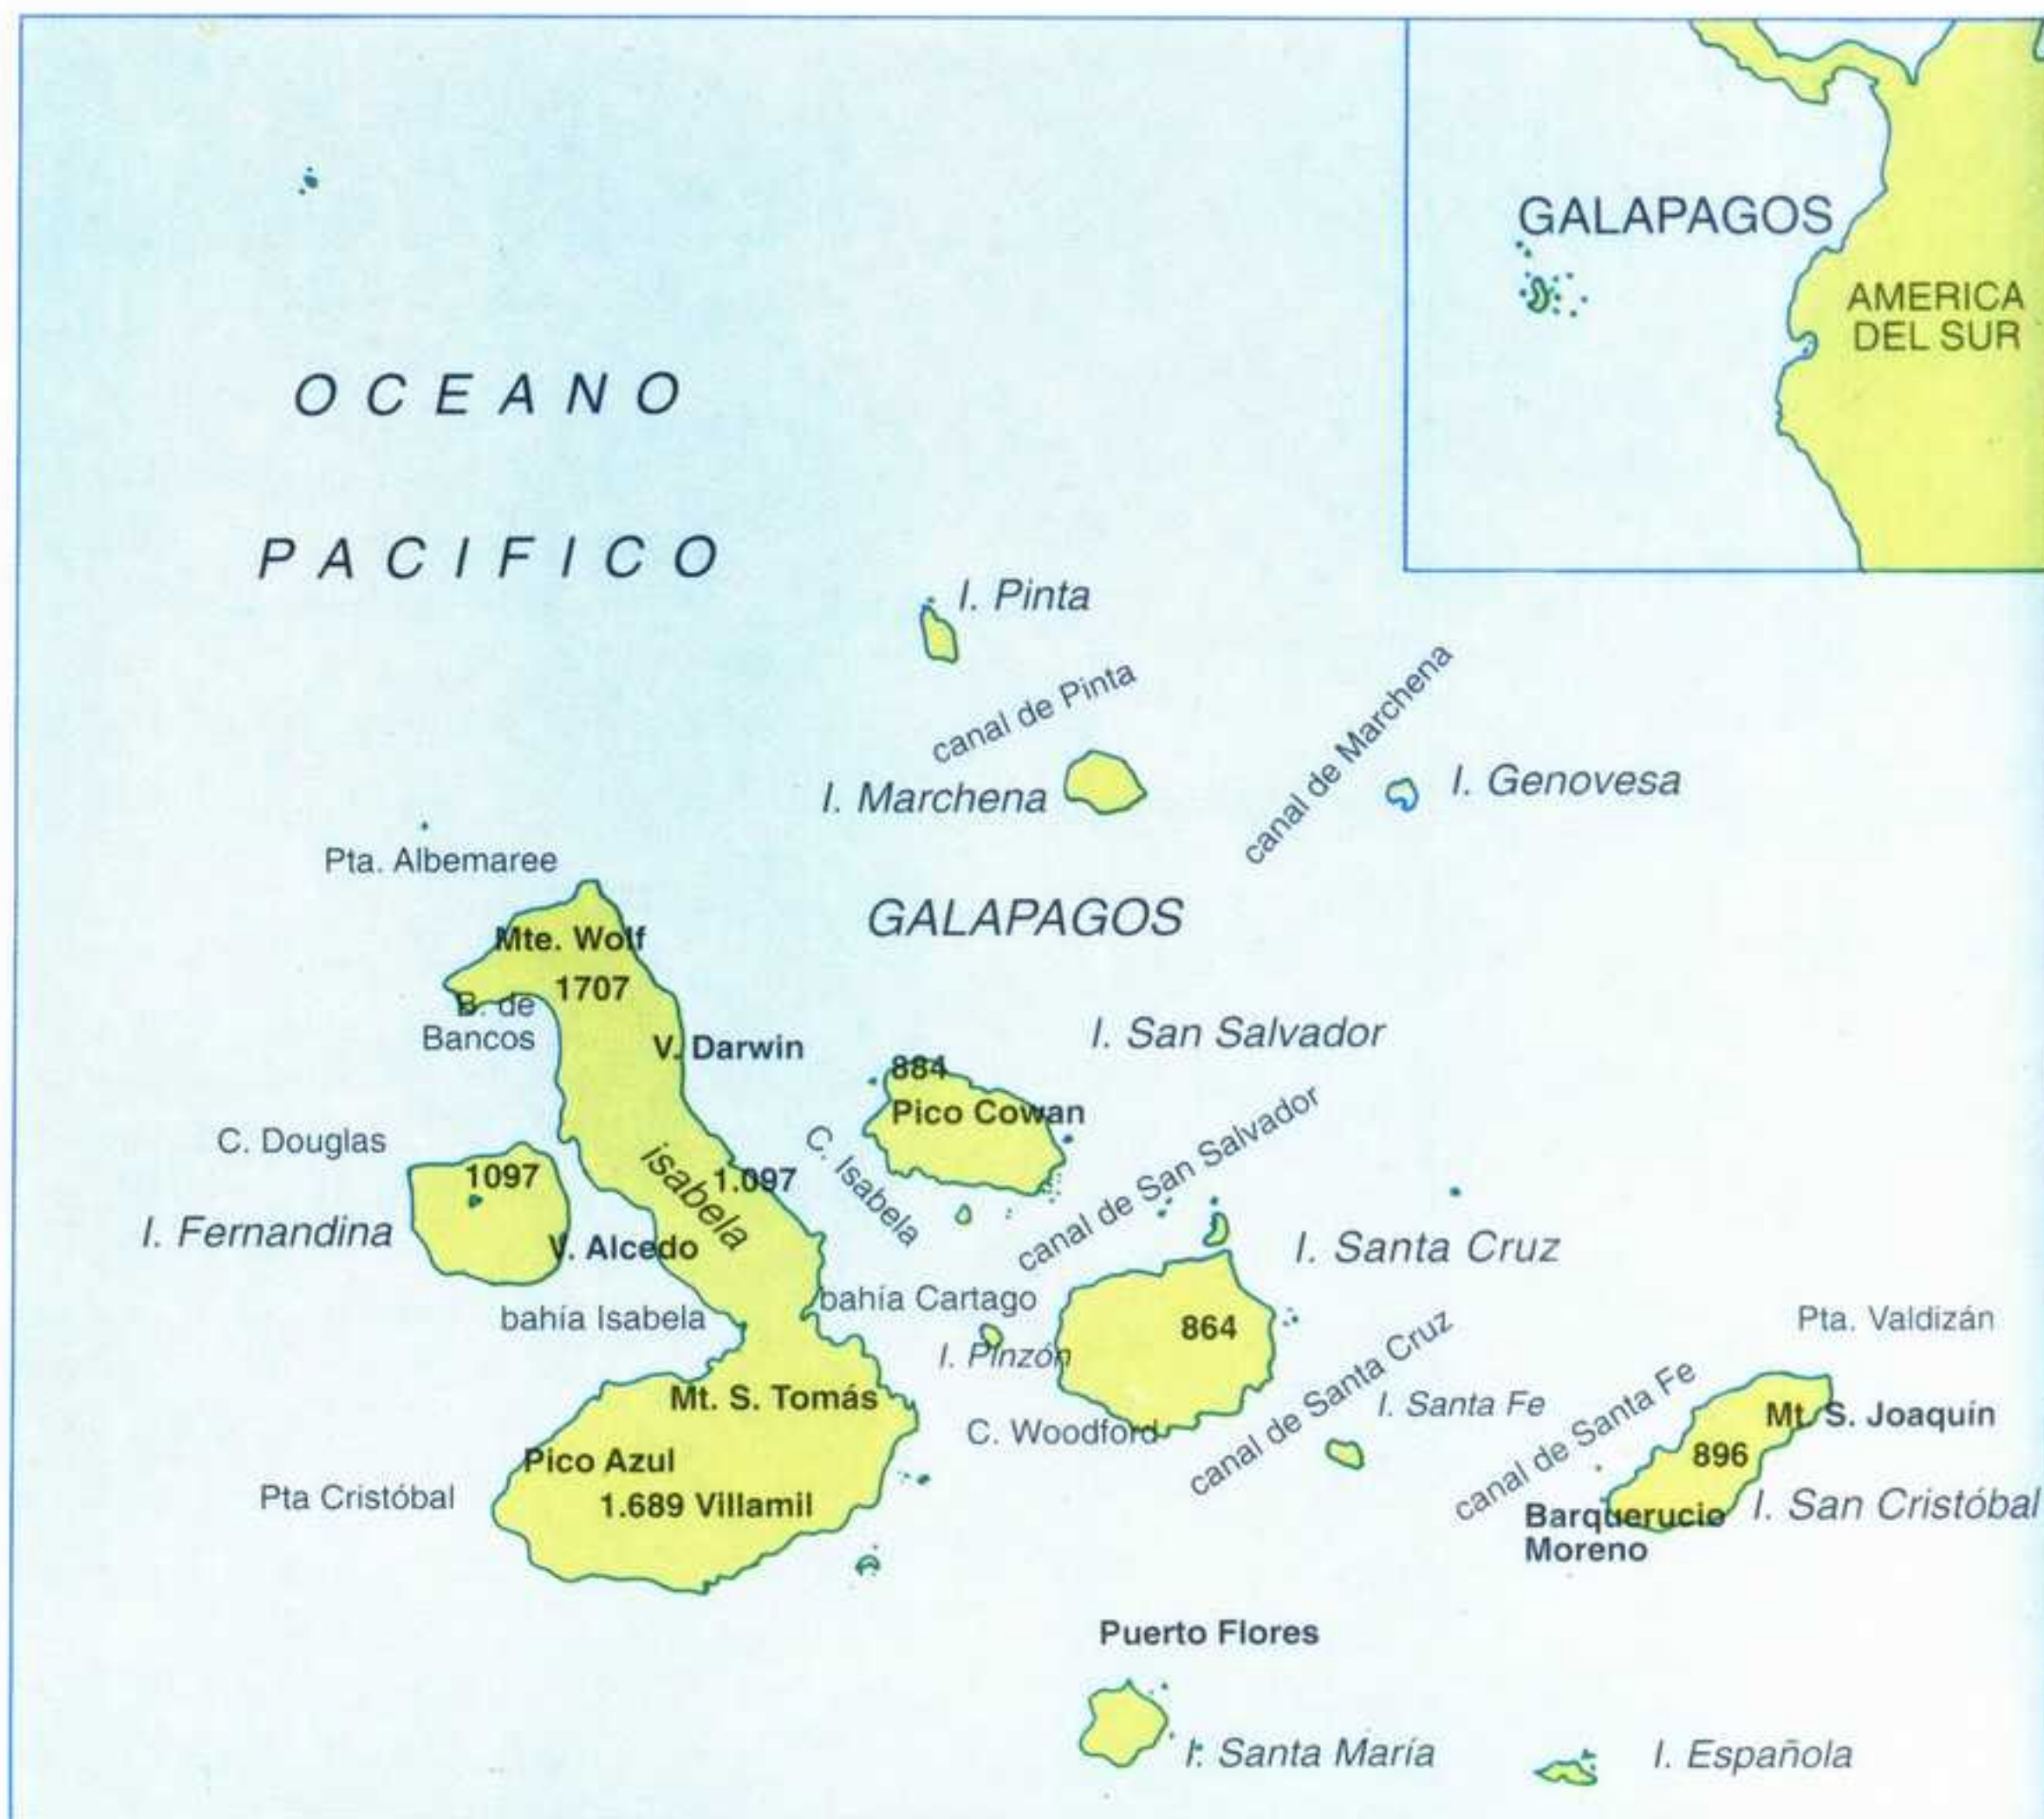 GALAPAGOS
AMERICA
DEL SUR
OCEANO
PACIFICO
I. Pinta
canal de Pinta
canal de Marchena
I. Marchena
I. Genovesa
Pta. Albemaree
GALAPAGOS
Mte. Wolf
1707
B. de
Bancos
V. Darwin
I. San Salvador
884
Pico Cowan
C. Douglas
1097
isabela
1.097
C. Isabela
canal de San Salvador
I. Fernandina
V. Alcedo
I. Santa Cruz
bahía Isabela
bahía Cartago
864
Pta. Valdizán
I. Pinzón
canal de Santa Cruz
Mt. S. Tomás
I. Santa Fe
canal de Santa Fe
Mt. S. Joaquín
C. Woodford
896
Pico Azul
Pta Cristóbal
1.689 Villamil
I. San Cristóbal
Barquerucio
Moreno
Puerto Flores
I. Santa María
I. Española